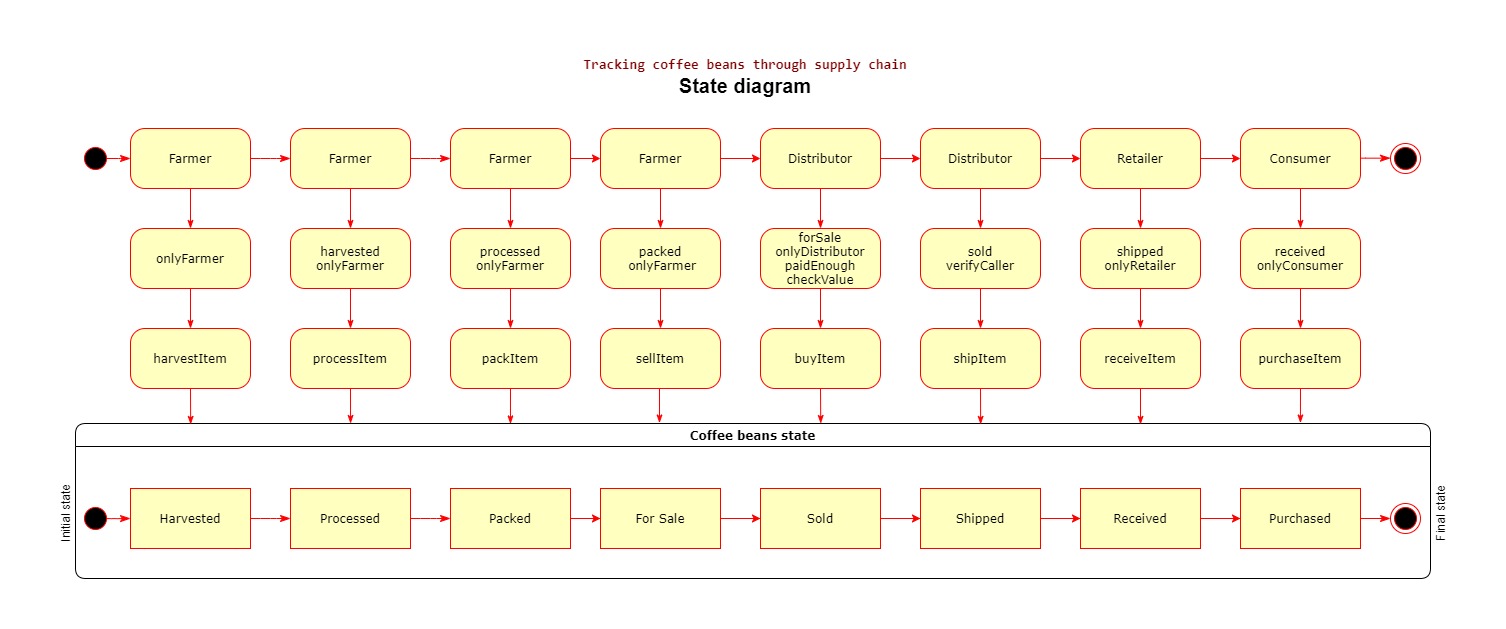 Tracking coffee beans through supply chain
State diagram
Farmer
Farmer
Farmer
Farmer
Distributor
Distributor
Retailer
Consumer
onlyFarmer
harvested
onlyFarmer
processed
onlyFarmer
packed
onlyFarmer
forSale
onlyDistributor
paidEnough
checkValue
sold
verifyCaller
shipped
onlyRetailer
received
onlyConsumer
harvestItem
processItem
packItem
sellItem
buyItem
shipItem
receiveItem
purchaseItem
Coffee beans state
Initial state
Harvested
Processed
Packed
For Sale
Sold
Shipped
Received
Purchased
Final state